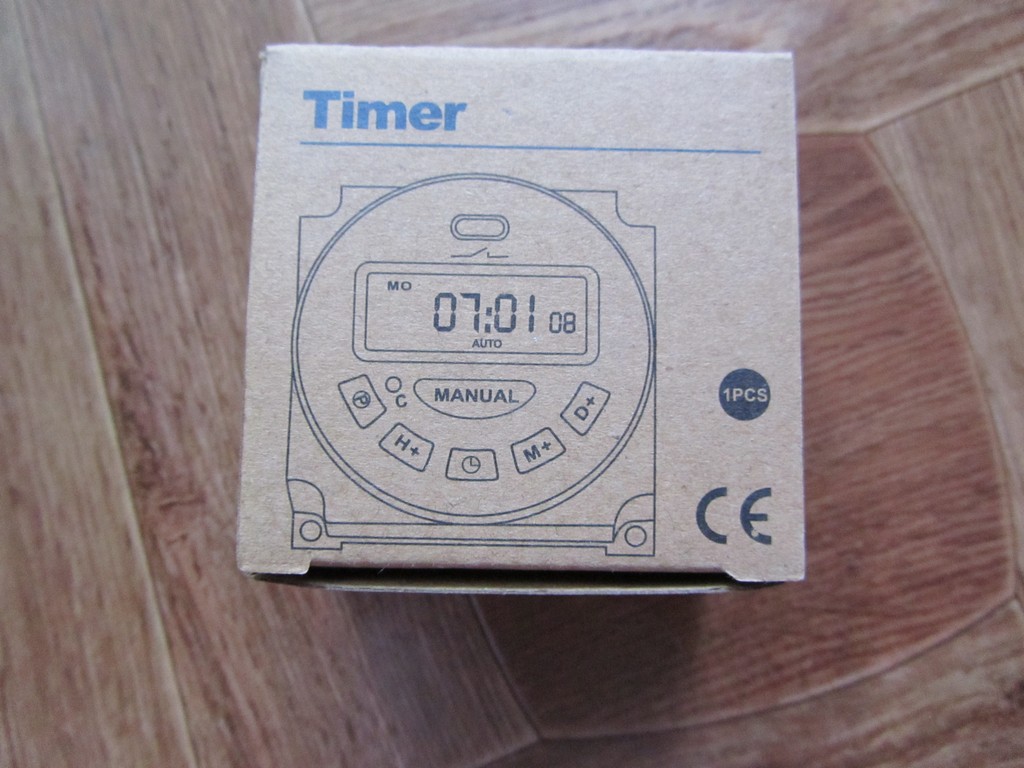 Timer
MO
07:01 08
AUTO
MANUAL
P
C
H+
M+
D+
1PCS
CE